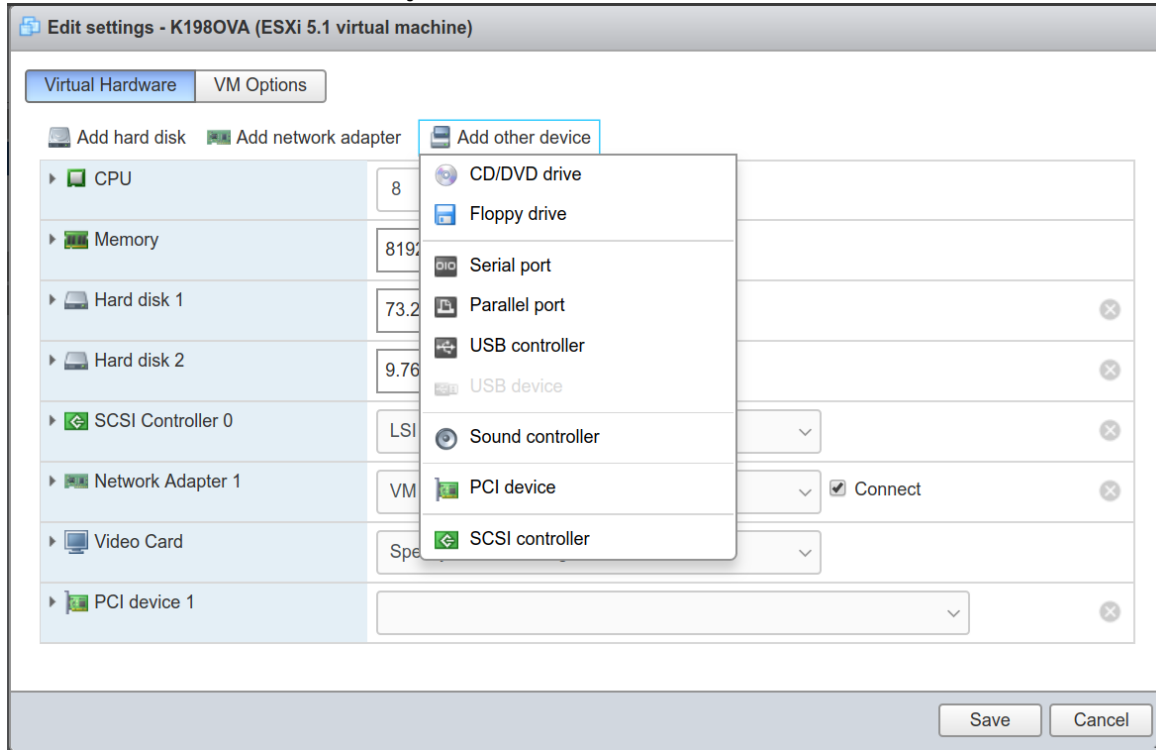 Edit settings - K198OVA (ESXi 5.1 virtual machine)
Virtual Hardware VM Options
Add hard disk Add network adapter Add other device
CPU
8
CD/DVD drive
Floppy drive
Memory
8192
Serial port
Hard disk 1
73.2
Parallel port
USB controller
Hard disk 2
9.76
USB device
SCSI Controller 0
LSI
Sound controller
Network Adapter 1
VM
PCI device
Connect
Video Card
Spe
SCSI controller
PCI device 1
Save Cancel